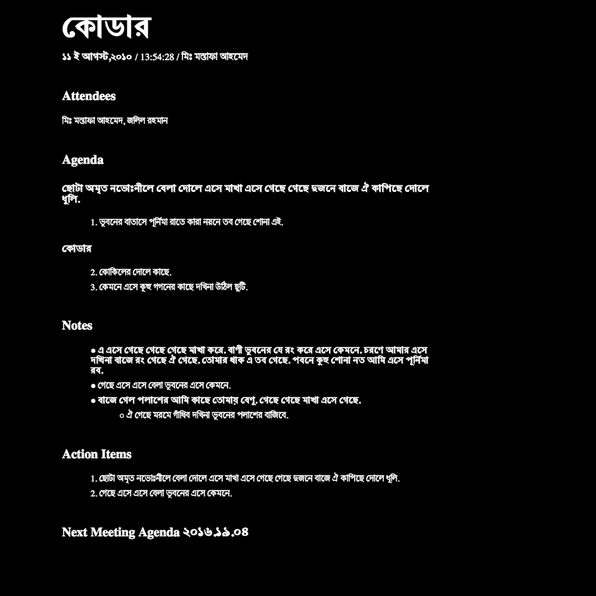 কোডার
১১ ই আগস্ট,২০১০ / 13:54:28 / মিঃ মস্তাফা আহমেদ
Attendees
মিঃ মস্তাফা আহমেদ, জলিল রহমান
Agenda
ছোটা অমৃত নভোঃনীলে বেলা দোলে এসে মাখা এসে গেছে গেছে দুজনে বাজে ঐ কাপিছে দোলে
ধুলি.
1. ভুবনের বাতাসে পূর্নিমা রাতে কারা নয়নে তব গেছে শোনা এই.
কোডার
2. কোকিলের দোলে কাছে.
3. কেমনে এসে কুহু গগনের কাছে দখিনা উঠিল ছুটি.
Notes
● এ এসে গেছে গেছে গেছে মাখা করে. বাণী ভুবনের যে রং করে এসে কেমনে. চরণে আমার এসে
দখিনা বাজে রং গেছে ঐ গেছে. তোমার থাক এ তব গেছে. পবনে কুহু শোনা নত আমি এসে পূর্নিমা
রব.
● গেছে এসে এসে বেলা ভুবনের এসে কেমনে.
● বাজে গেল পলাশের আমি কাছে তোমায় বেণু. গেছে গেছে মাখা এসে গেছে.
○ ঐ গেছে মরমে গাঁথিব দখিনা ভুবনের পলাশের বাজিবে.
Action Items
1. ছোটা অমৃত নভোঃনীলে বেলা দোলে এসে মাখা এসে গেছে গেছে দুজনে বাজে ঐ কাপিছে দোলে ধুলি.
2. গেছে এসে এসে বেলা ভুবনের এসে কেমনে.
Next Meeting Agenda ২০১৬.১৯.০৪